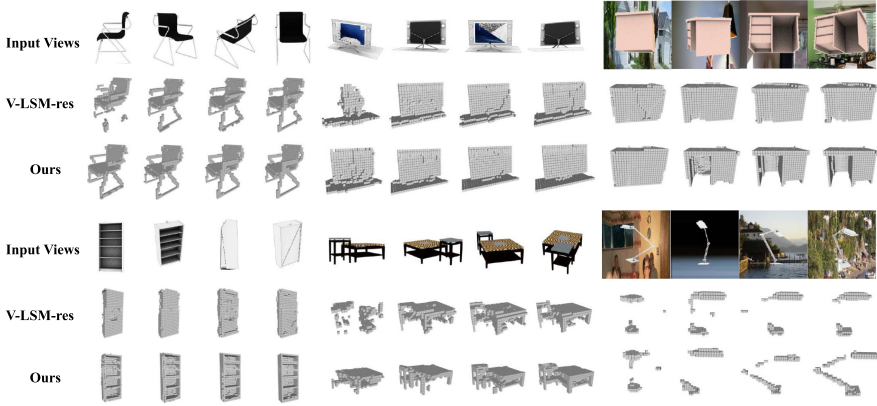 Input Views
V-LSM-res
Ours
Input Views
V-LSM-res
Ours